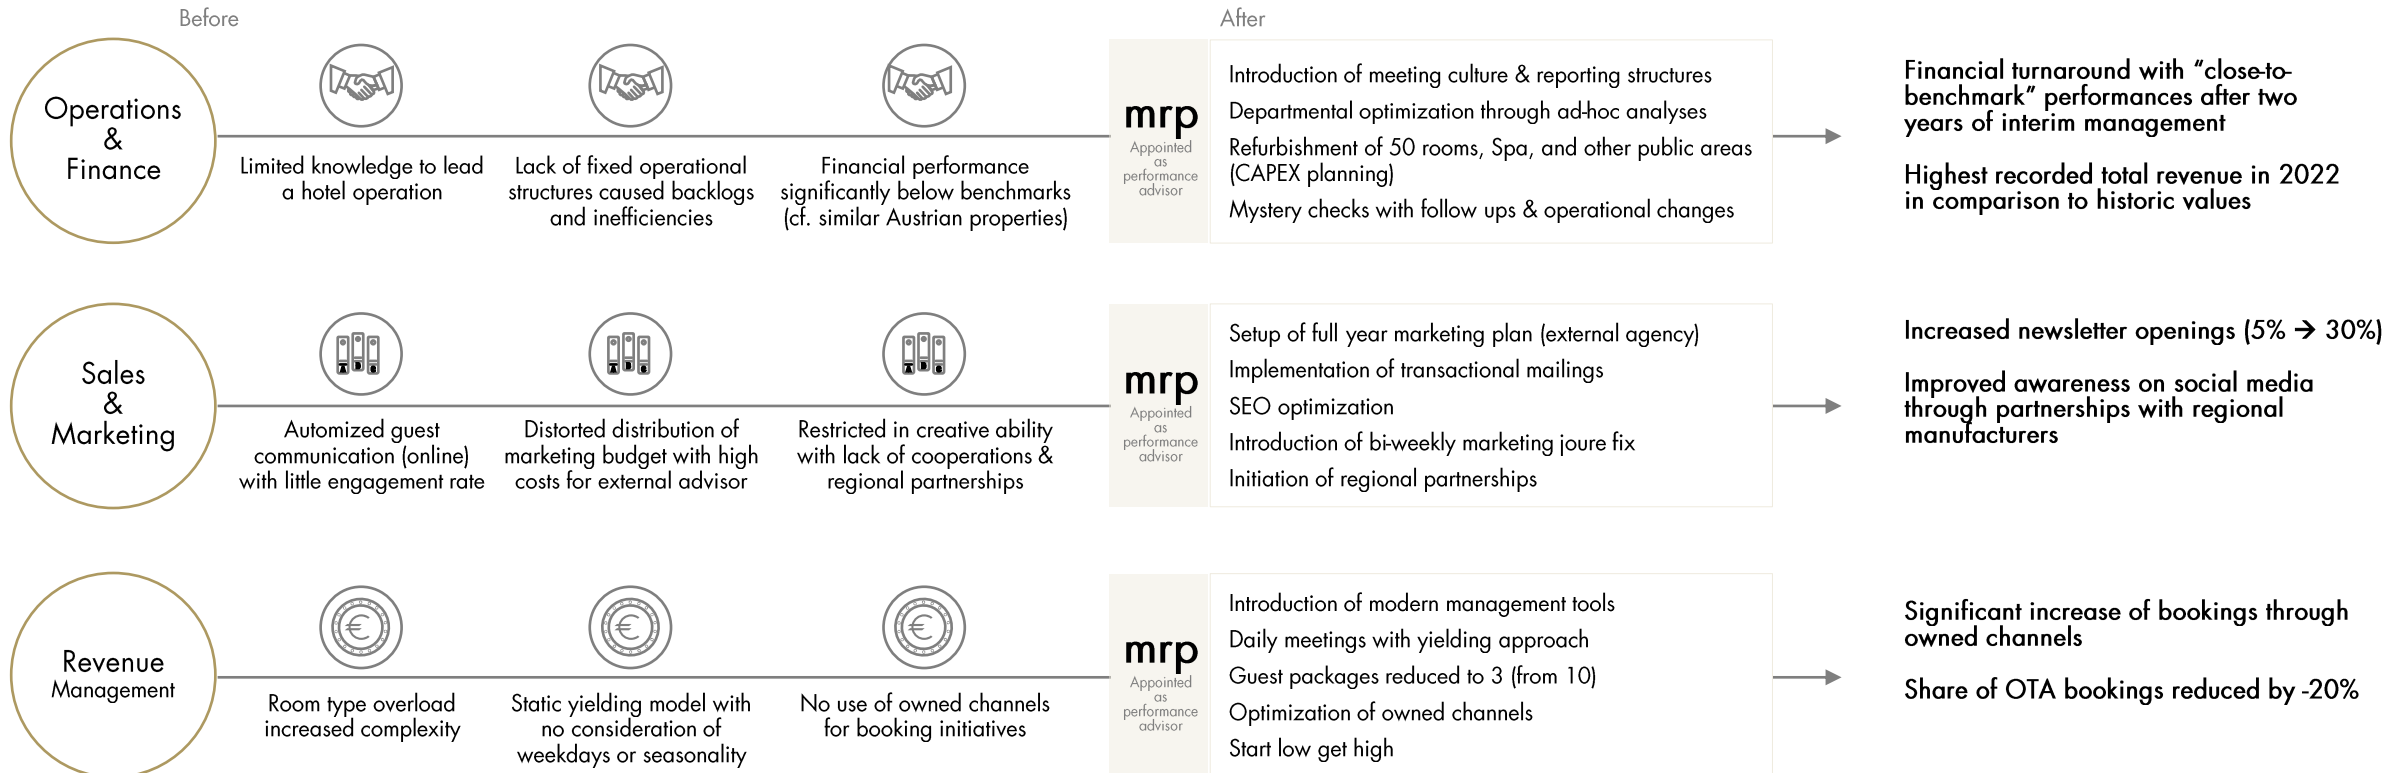 Before
After
Operations
&
Finance
Limited knowledge to lead
a hotel operation
Lack of fixed operational
structures caused backlogs
and inefficiencies
Financial performance
significantly below benchmarks
(cf. similar Austrian properties)
mrp
Appointed
as
performance
advisor
Introduction of meeting culture & reporting structures
Departmental optimization through ad-hoc analyses
Refurbishment of 50 rooms, Spa, and other public areas
(CAPEX planning)
Mystery checks with follow ups & operational changes
Financial turnaround with “close-to-
benchmark” performances after two
years of interim management
Highest recorded total revenue in 2022
in comparison to historic values
Sales
&
Marketing
Automized guest
communication (online)
with little engagement rate
Distorted distribution of
marketing budget with high
costs for external advisor
Restricted in creative ability
with lack of cooperations &
regional partnerships
mrp
Appointed
as
performance
advisor
Setup of full year marketing plan (external agency)
Implementation of transactional mailings
SEO optimization
Introduction of bi-weekly marketing joure fix
Initiation of regional partnerships
Increased newsletter openings (5% → 30%)
Improved awareness on social media
through partnerships with regional
manufacturers
Revenue
Management
Room type overload
increased complexity
Static yielding model with
no consideration of
weekdays or seasonality
No use of owned channels
for booking initiatives
mrp
Appointed
as
performance
advisor
Introduction of modern management tools
Daily meetings with yielding approach
Guest packages reduced to 3 (from 10)
Optimization of owned channels
Start low get high
Significant increase of bookings through
owned channels
Share of OTA bookings reduced by -20%